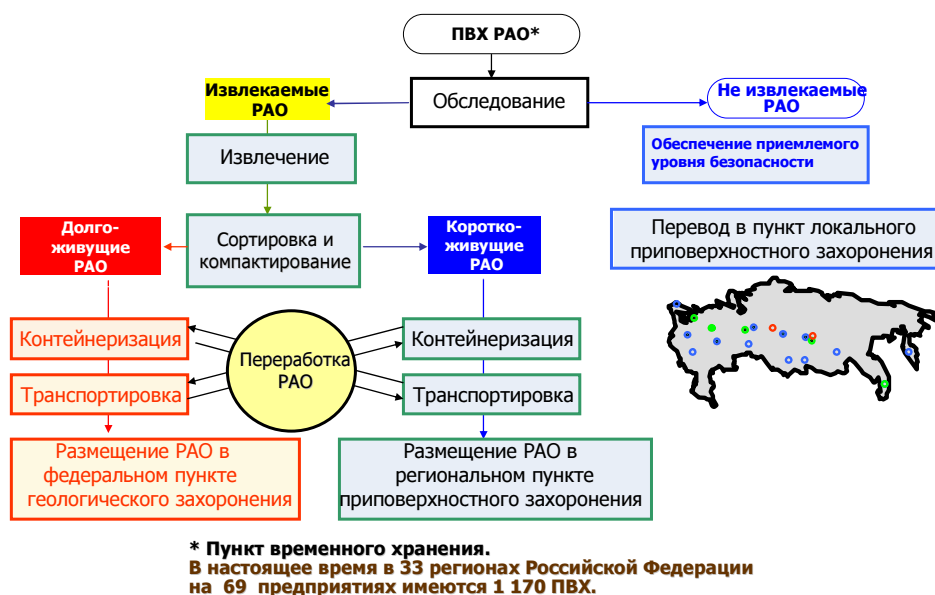 ПВХ РАО*
Извлекаемые
РАО
Обследование
Не извлекаемые
РАО
Извлечение
Обеспечение приемлемого
уровня безопасности
Долго-
живущие
РАО
Сортировка и
компактирование
Коротко-
живущие
РАО
Перевод в пункт локального
приповерхностного захоронения
Контейнеризация
Переработка
РАО
Контейнеризация
Транспортировка
Транспортировка
Размещение РАО в
федеральном пункте
геологического захоронения
Размещение РАО в
региональном пункте
приповерхностного захоронения
* Пункт временного хранения.
В настоящее время в 33 регионах Российской Федерации
на 69 предприятиях имеются 1 170 ПВХ.